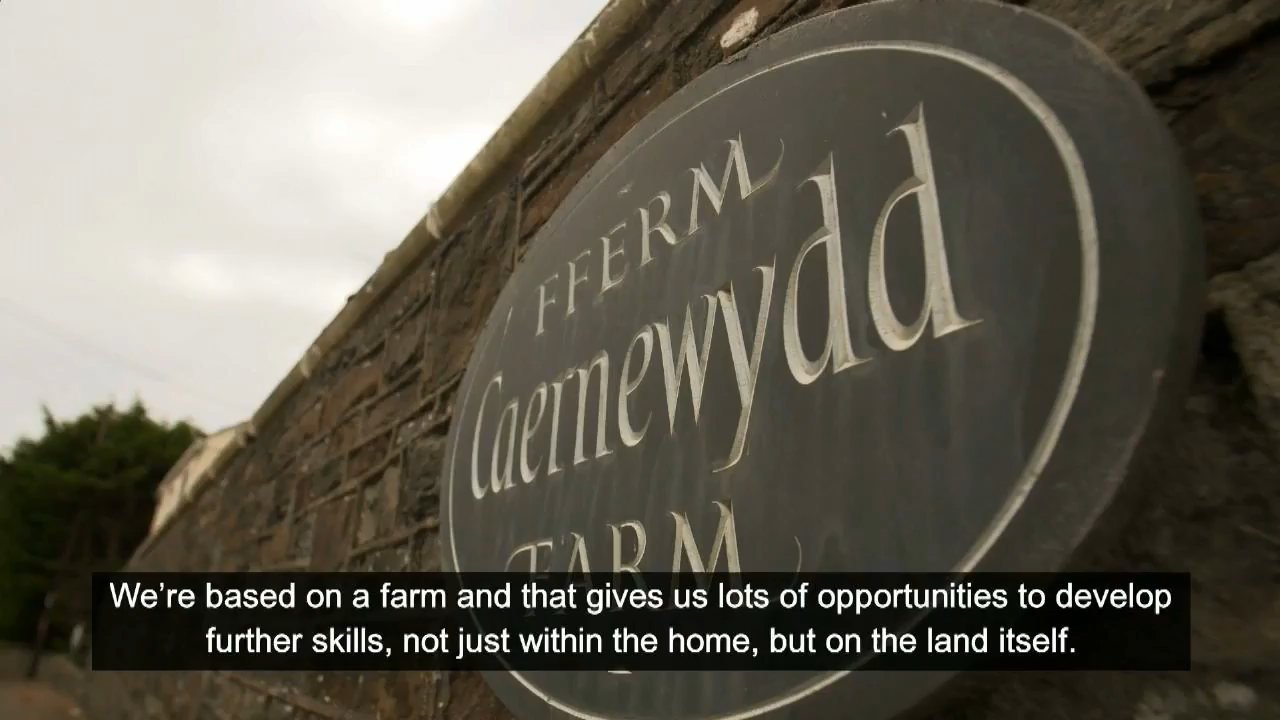 FFERM
Caernewydd
FARM
We’re based on a farm and that gives us lots of opportunities to develop
further skills, not just within the home, but on the land itself.